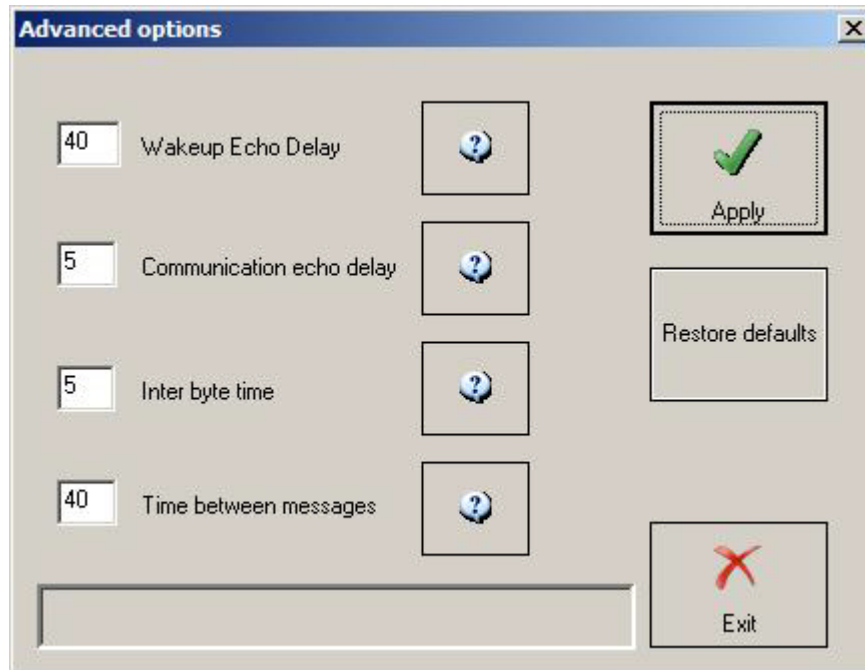 Advanced options
40 Wakeup Echo Delay
?
Apply
5 Communication echo delay
?
Restore defaults
5 Inter byte time
?
40 Time between messages
?
Exit